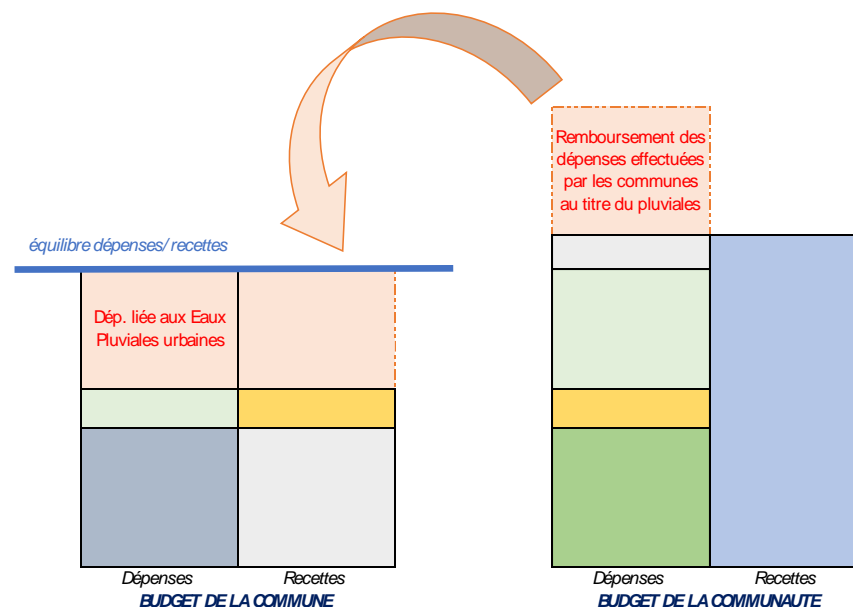 Remboursement des
dépenses effectuées
par les communes
au titre du pluviales
équilibre dépenses/ recettes
Dép. liée aux Eaux
Pluviales urbaines
Dépenses Recettes
BUDGET DE LA COMMUNE
Dépenses Recettes
BUDGET DE LA COMMUNAUTE